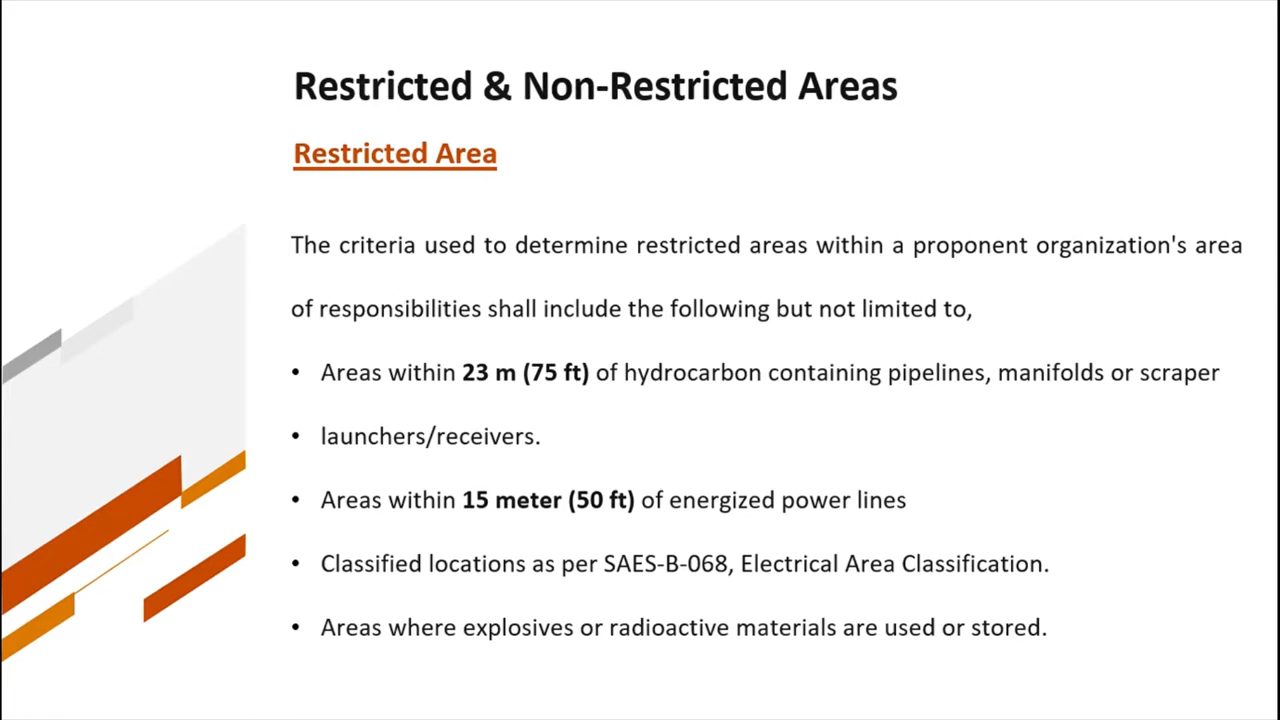 Restricted & Non-Restricted Areas
Restricted Area
The criteria used to determine restricted areas within a proponent organization's area
of responsibilities shall include the following but not limited to,
• Areas within 23 m (75 ft) of hydrocarbon containing pipelines, manifolds or scraper
• launchers/receivers.
• Areas within 15 meter (50 ft) of energized power lines
• Classified locations as per SAES-B-068, Electrical Area Classification.
• Areas where explosives or radioactive materials are used or stored.